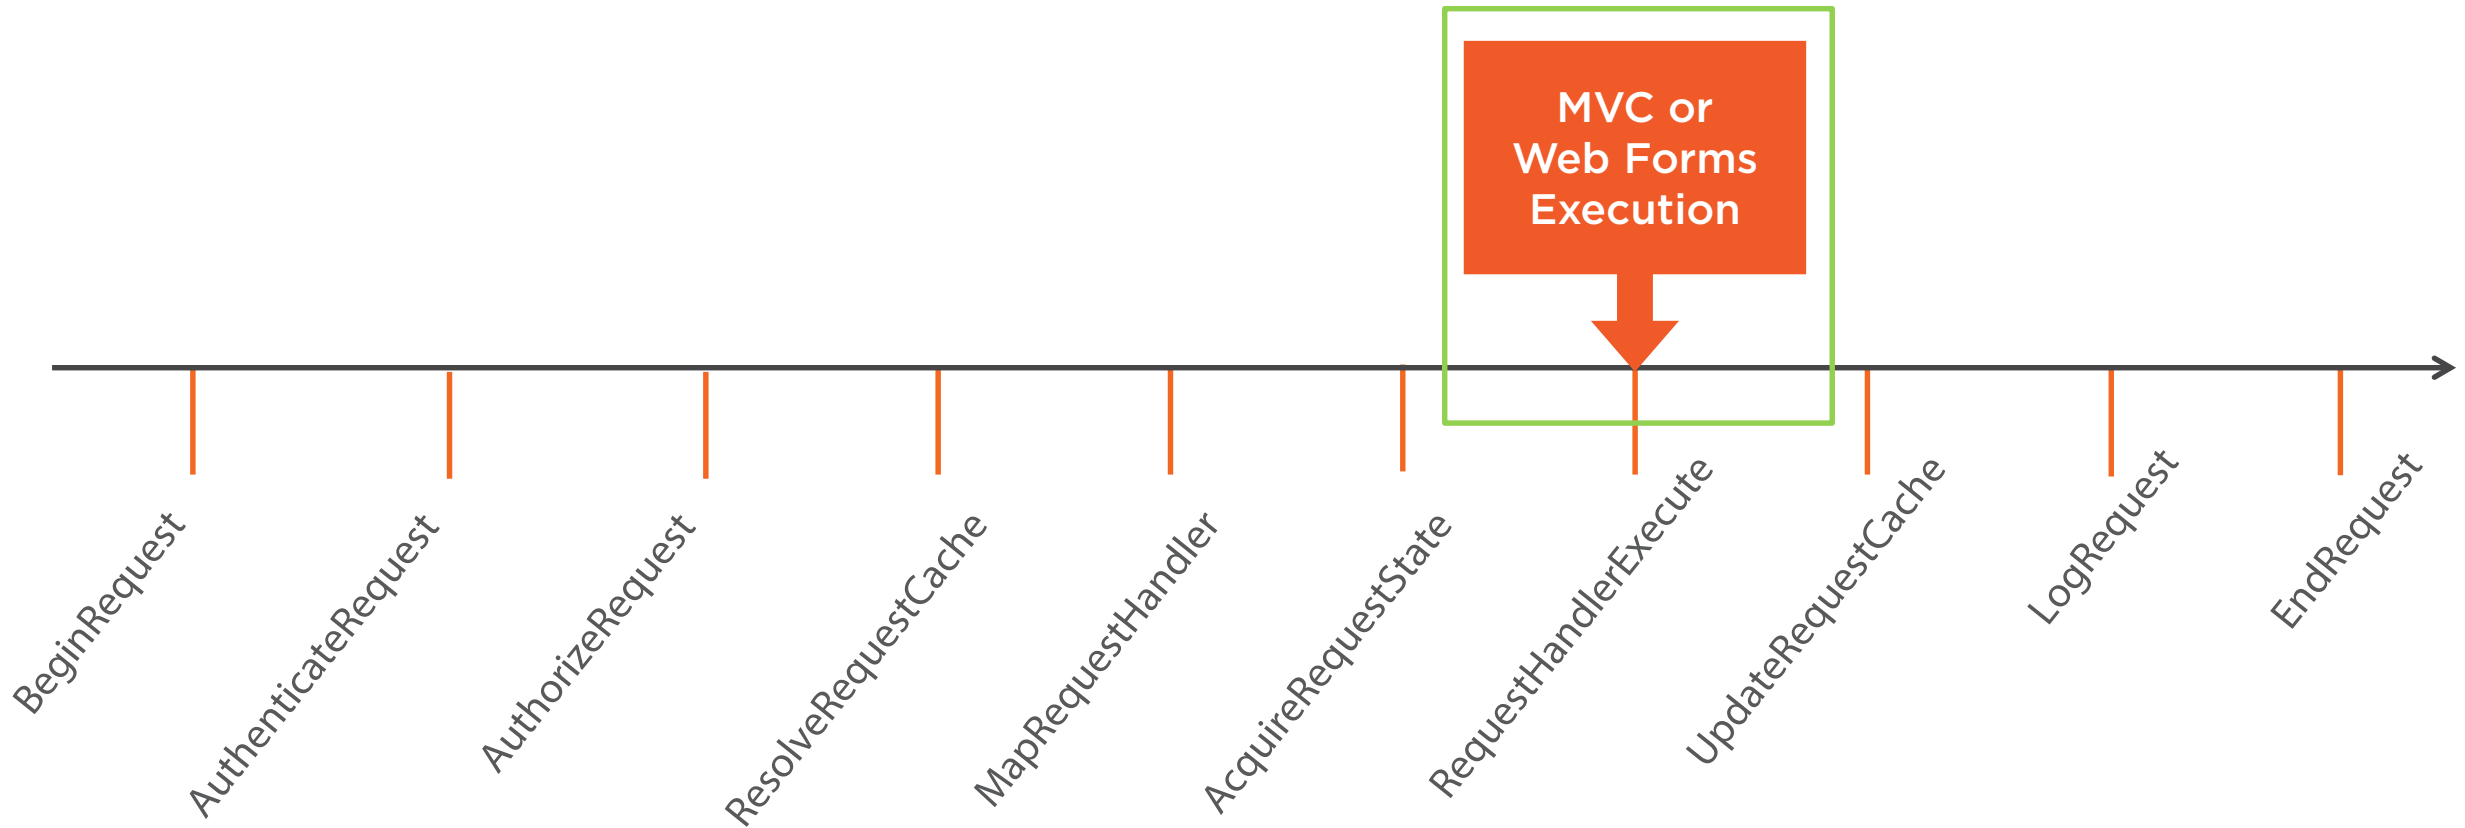 MVC or
Web Forms
Execution
BeginRequest
AuthenticateRequest
AuthorizeRequest
ResolveRequestCache
MapRequestHandler
AcquireRequestState
RequestHandlerExecute
UpdateRequestCache
LogRequest
EndRequest